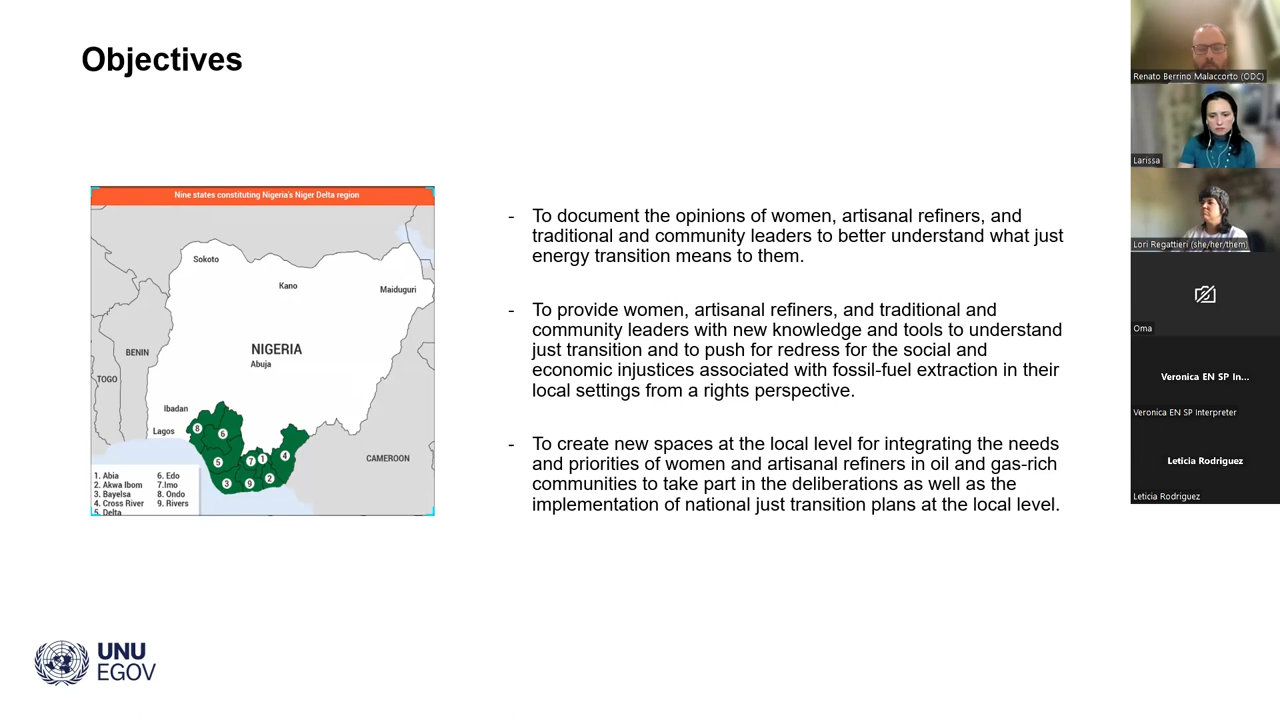 Objectives
Nine states constituting Nigeria's Niger Delta region
Sokoto
Kano
Maiduguri
BENIN
NIGERIA
Abuja
TOGO
Ibadan
Lagos
CAMEROON
8
6
5
7
1
4
3
9
2
1. Abia
2. Akwa Ibom
3. Bayelsa
4. Cross River
5. Delta
6. Edo
7.Imo
8. Ondo
9. Rivers
- To document the opinions of women, artisanal refiners, and
traditional and community leaders to better understand what just
energy transition means to them.
- To provide women, artisanal refiners, and traditional and
community leaders with new knowledge and tools to understand
just transition and to push for redress for the social and
economic injustices associated with fossil-fuel extraction in their
local settings from a rights perspective.
- To create new spaces at the local level for integrating the needs
and priorities of women and artisanal refiners in oil and gas-rich
communities to take part in the deliberations as well as the
implementation of national just transition plans at the local level.
UNU
EGOV
Renato Berrino Malaccorto (ODC)
Larissa
Lori Regattieri (she/her/them)
Oma
Veronica EN SP In...
Veronica EN SP Interpreter
Leticia Rodriguez
Leticia Rodriguez